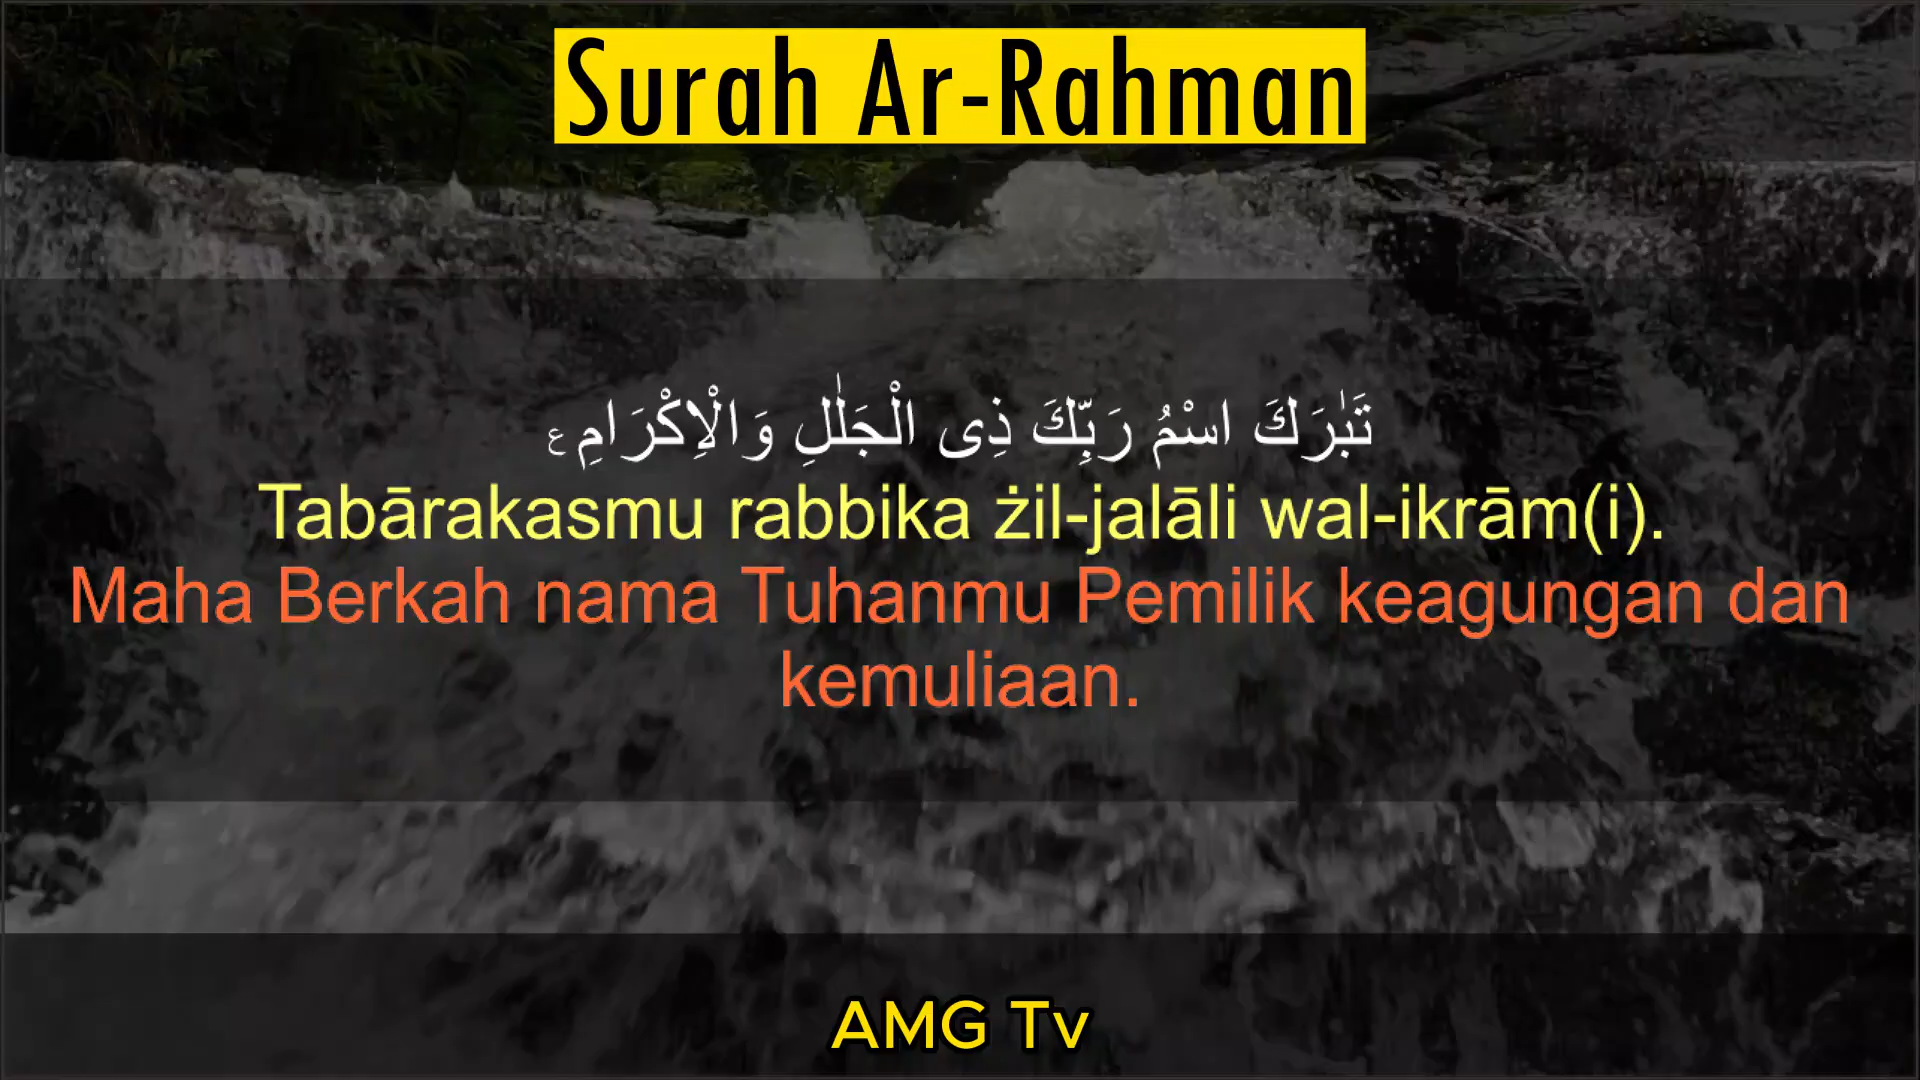 Surah Ar-Rahman
تَبٰرَكَ اسْمُ رَبِّكَ ذِى الْجَلٰلِ وَالْاِكْرَامِ ࣖ
Tabārakasmu rabbika żil-jalāli wal-ikrām(i).
Maha Berkah nama Tuhanmu Pemilik keagungan dan
kemuliaan.
AMG Tv